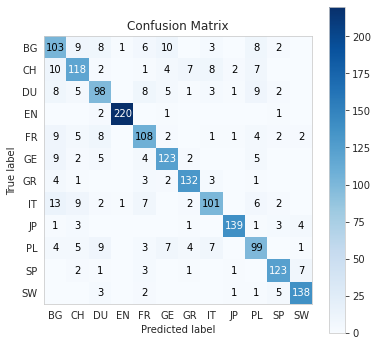 Confusion Matrix
BG 103 9 8 1 6 10 3 8 2
CH 10 118 2 1 4 7 8 2 7
DU 8 5 98 8 5 1 3 1 9 2
EN 2 220 1 1
FR 9 5 8 108 2 1 1 4 2 2
GE 9 2 5 4 123 2 5
GR 4 1 3 2 132 3 1
IT 13 9 2 1 7 2 101 6 2
JP 1 3 1 139 1 3 4
PL 4 5 9 3 7 4 7 99 1
SP 2 1 3 1 1 123 7
SW 3 2 1 1 5 138
BG CH DU EN FR GE GR IT JP PL SP SW
Predicted label
True label
200
175
150
125
100
75
50
25
0